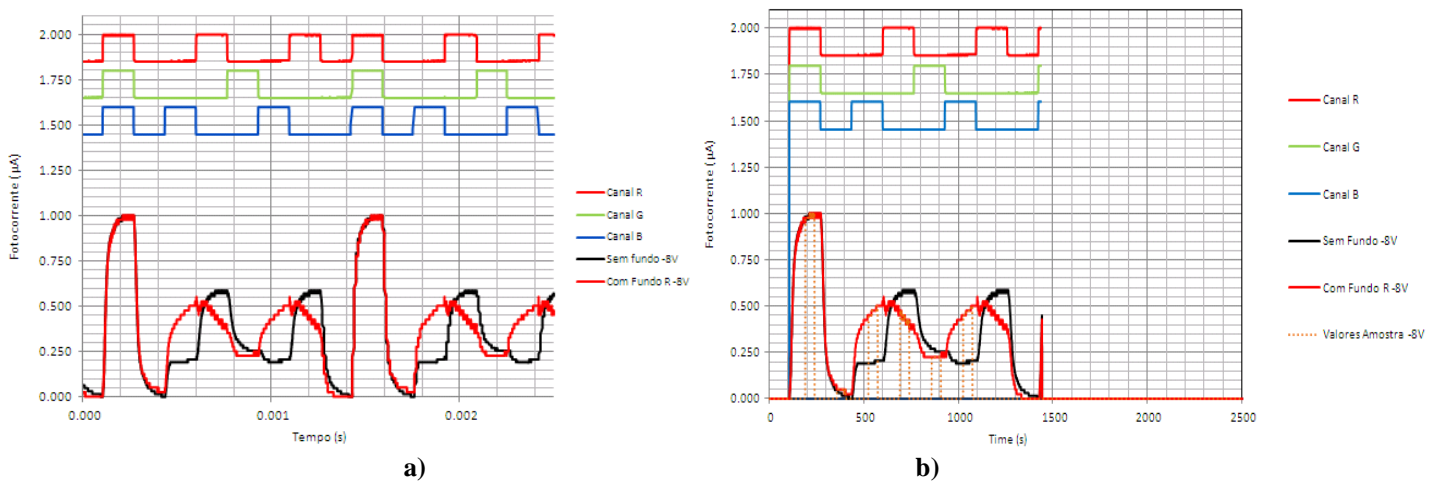 Fotocorrente (µA)
2.000
1.750
1.500
1.250
1.000
0.750
0.500
0.250
0.000
0.000
0.001
0.002
Tempo (s)
Canal R
Canal G
Canal B
Sem fundo -8V
Com Fundo R -8V
a)
Fotocorrente (µA)
2.000
1.750
1.500
1.250
1.000
0.750
0.500
0.250
0.000
0
500
1000
1500
2000
2500
Time (s)
Canal R
Canal G
Canal B
Sem Fundo -8V
Com Fundo R -8V
Valores Amostra -8V
b)